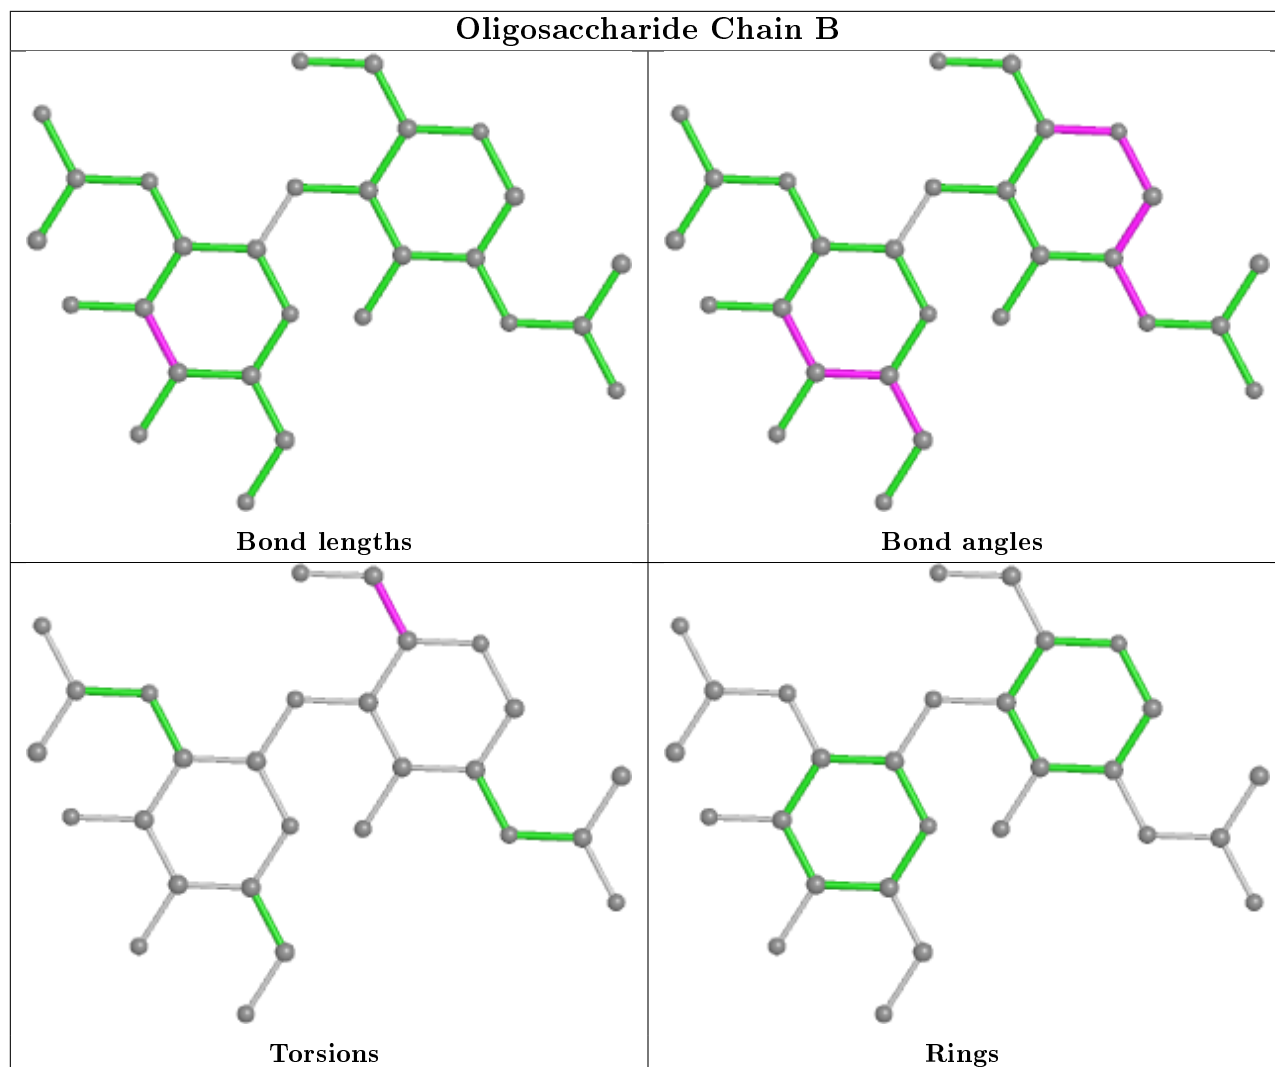 Oligosaccharide Chain B
Bond lengths
Bond angles
Torsions
Rings